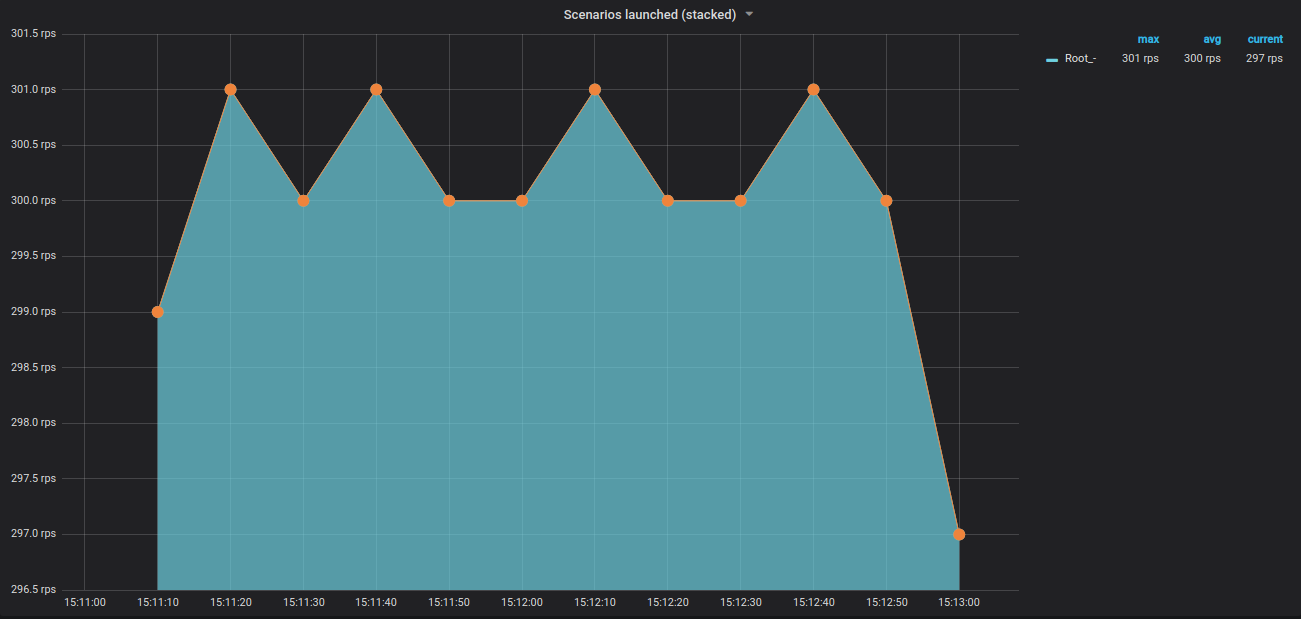 Scenarios launched (stacked)
max avg current
Root_- 301 rps 300 rps 297 rps
301.5 rps
301.0 rps
300.5 rps
300.0 rps
299.5 rps
299.0 rps
298.5 rps
298.0 rps
297.5 rps
297.0 rps
296.5 rps
15:11:00 15:11:10 15:11:20 15:11:30 15:11:40 15:11:50 15:12:00 15:12:10 15:12:20 15:12:30 15:12:40 15:12:50 15:13:00